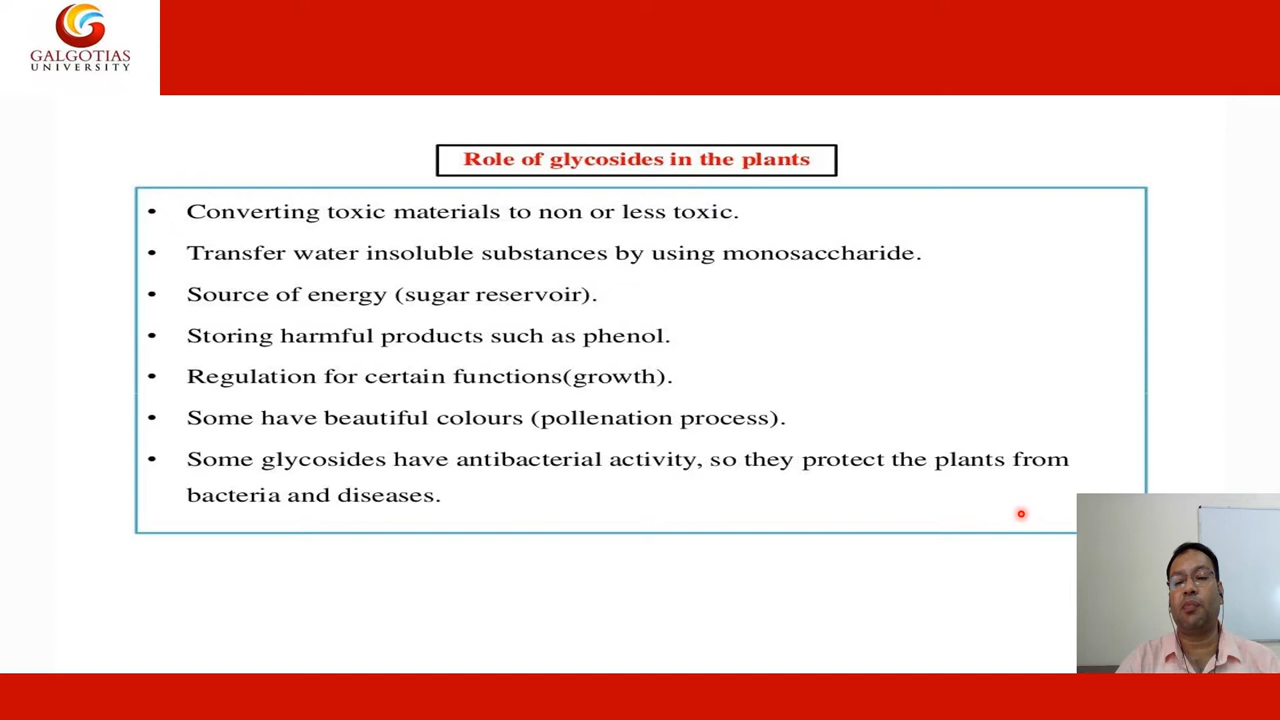 GALGOTIAS
UNIVERSITY
Role of glycosides in the plants
• Converting toxic materials to non or less toxic.
• Transfer water insoluble substances by using monosaccharide.
• Source of energy (sugar reservoir).
• Storing harmful products such as phenol.
• Regulation for certain functions(growth).
• Some have beautiful colours (pollenation process).
• Some glycosides have antibacterial activity, so they protect the plants from
bacteria and diseases.